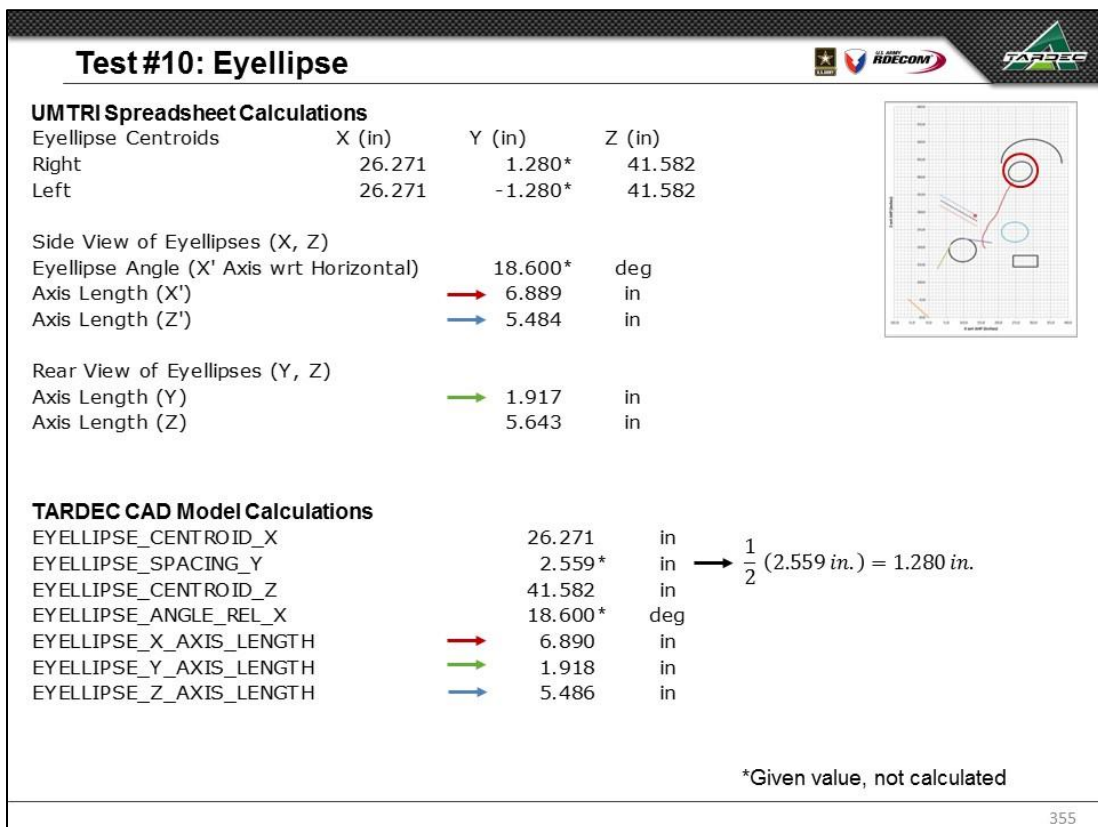 Test #10: Eyellipse
U.S. ARMY
RDECOM
TARDEC
UMTRI Spreadsheet Calculations
Eyellipse Centroids X (in) Y (in) Z (in)
Right 26.271 1.280* 41.582
Left 26.271 -1.280* 41.582
Side View of Eyellipses (X, Z)
Eyellipse Angle (X' Axis wrt Horizontal) 18.600* deg
Axis Length (X') 6.889 in
Axis Length (Z') 5.484 in
Rear View of Eyellipses (Y, Z)
Axis Length (Y) 1.917 in
Axis Length (Z) 5.643 in
TARDEC CAD Model Calculations
EYELLIPSE_CENTROID_X 26.271 in
EYELLIPSE_SPACING_Y 2.559* in → 1/2 (2.559 in.) = 1.280 in.
EYELLIPSE_CENTROID_Z 41.582 in
EYELLIPSE_ANGLE_REL_X 18.600* deg
EYELLIPSE_X_AXIS_LENGTH 6.890 in
EYELLIPSE_Y_AXIS_LENGTH 1.918 in
EYELLIPSE_Z_AXIS_LENGTH 5.486 in
*Given value, not calculated
355